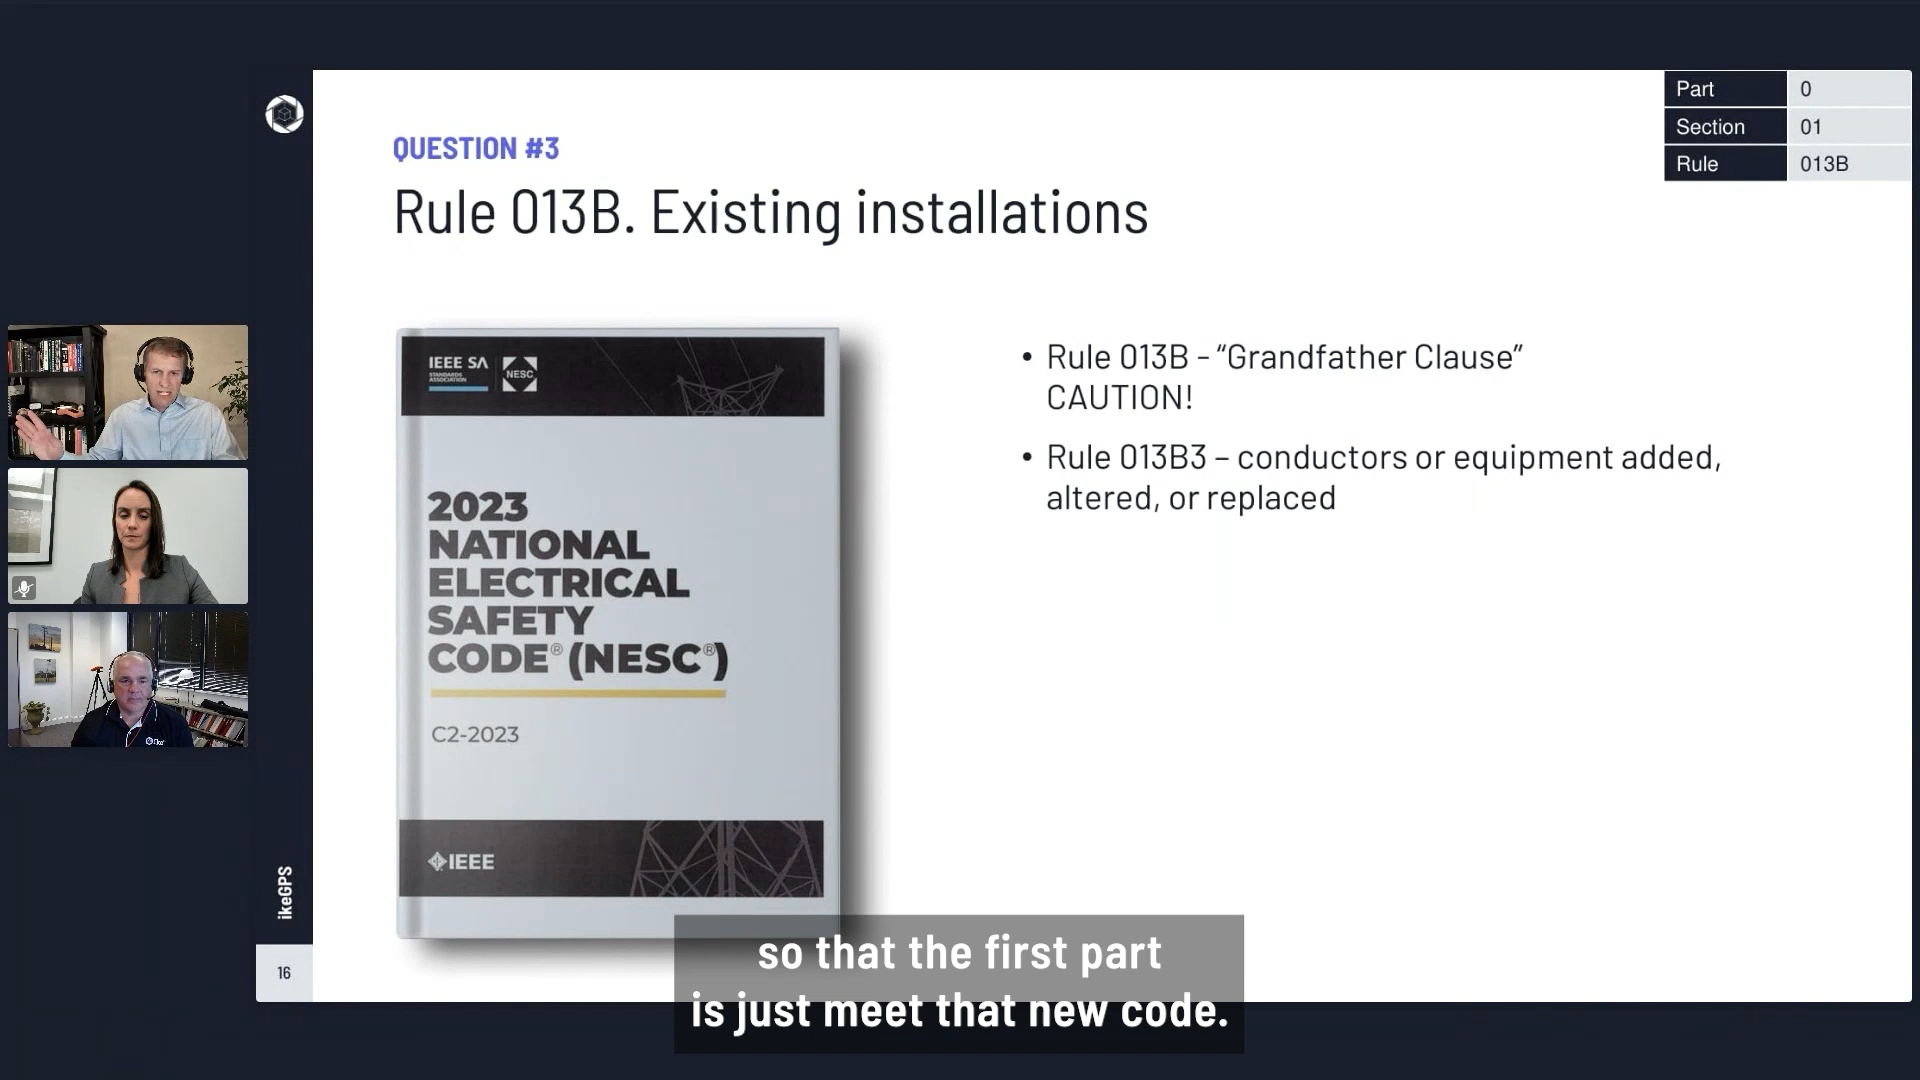 Part 0
Section 01
Rule 013B
QUESTION #3
Rule 013B. Existing installations
IEEE SA
STANDARDS
ASSOCIATION
NESC
2023
NATIONAL
ELECTRICAL
SAFETY
CODE® (NESC®)
C2-2023
IEEE
• Rule 013B - “Grandfather Clause”
CAUTION!
• Rule 013B3 – conductors or equipment added,
altered, or replaced
ikeGPS
16
so that the first part
is just meet that new code.